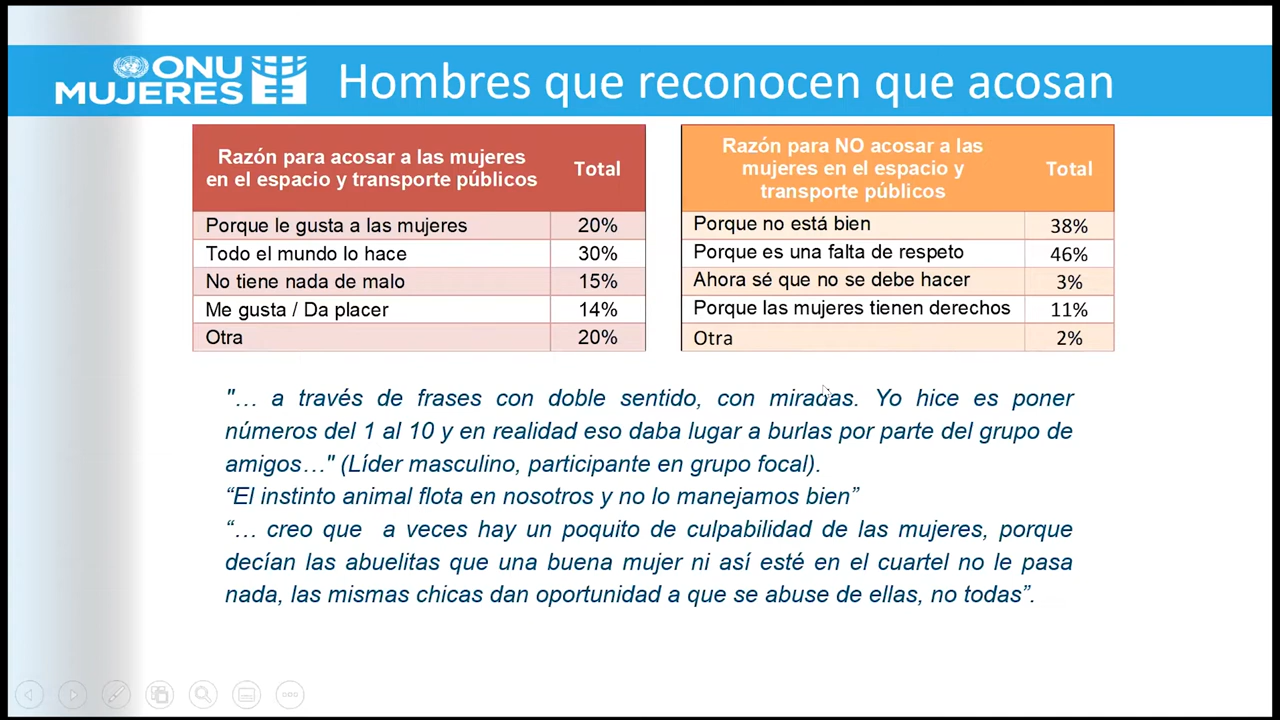 ONU
MUJERES
Hombres que reconocen que acosan
Razón para acosar a las mujeres
en el espacio y transporte públicos
Total
Porque le gusta a las mujeres 20%
Todo el mundo lo hace 30%
No tiene nada de malo 15%
Me gusta / Da placer 14%
Otra 20%
Razón para NO acosar a las
mujeres en el espacio y
transporte públicos
Total
Porque no está bien 38%
Porque es una falta de respeto 46%
Ahora sé que no se debe hacer 3%
Porque las mujeres tienen derechos 11%
Otra 2%
"… a través de frases con doble sentido, con miradas. Yo hice es poner
números del 1 al 10 y en realidad eso daba lugar a burlas por parte del grupo de
amigos…" (Líder masculino, participante en grupo focal).
“El instinto animal flota en nosotros y no lo manejamos bien”
“… creo que a veces hay un poquito de culpabilidad de las mujeres, porque
decían las abuelitas que una buena mujer ni así esté en el cuartel no le pasa
nada, las mismas chicas dan oportunidad a que se abuse de ellas, no todas”.